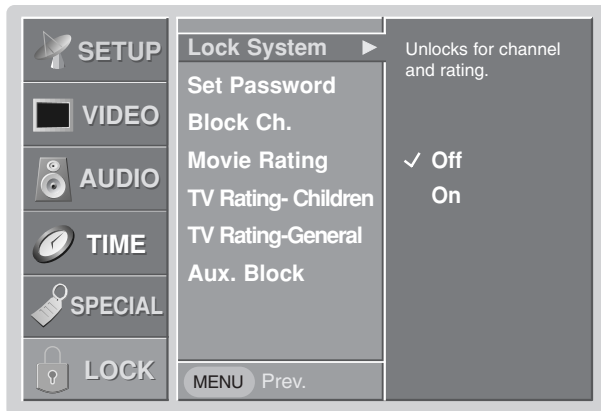 SETUP
VIDEO
AUDIO
TIME
SPECIAL
LOCK
Lock System ►
Set Password
Block Ch.
Movie Rating
TV Rating- Children
TV Rating-General
Aux. Block
MENU Prev.
Unlocks for channel
and rating.
✓ Off
On